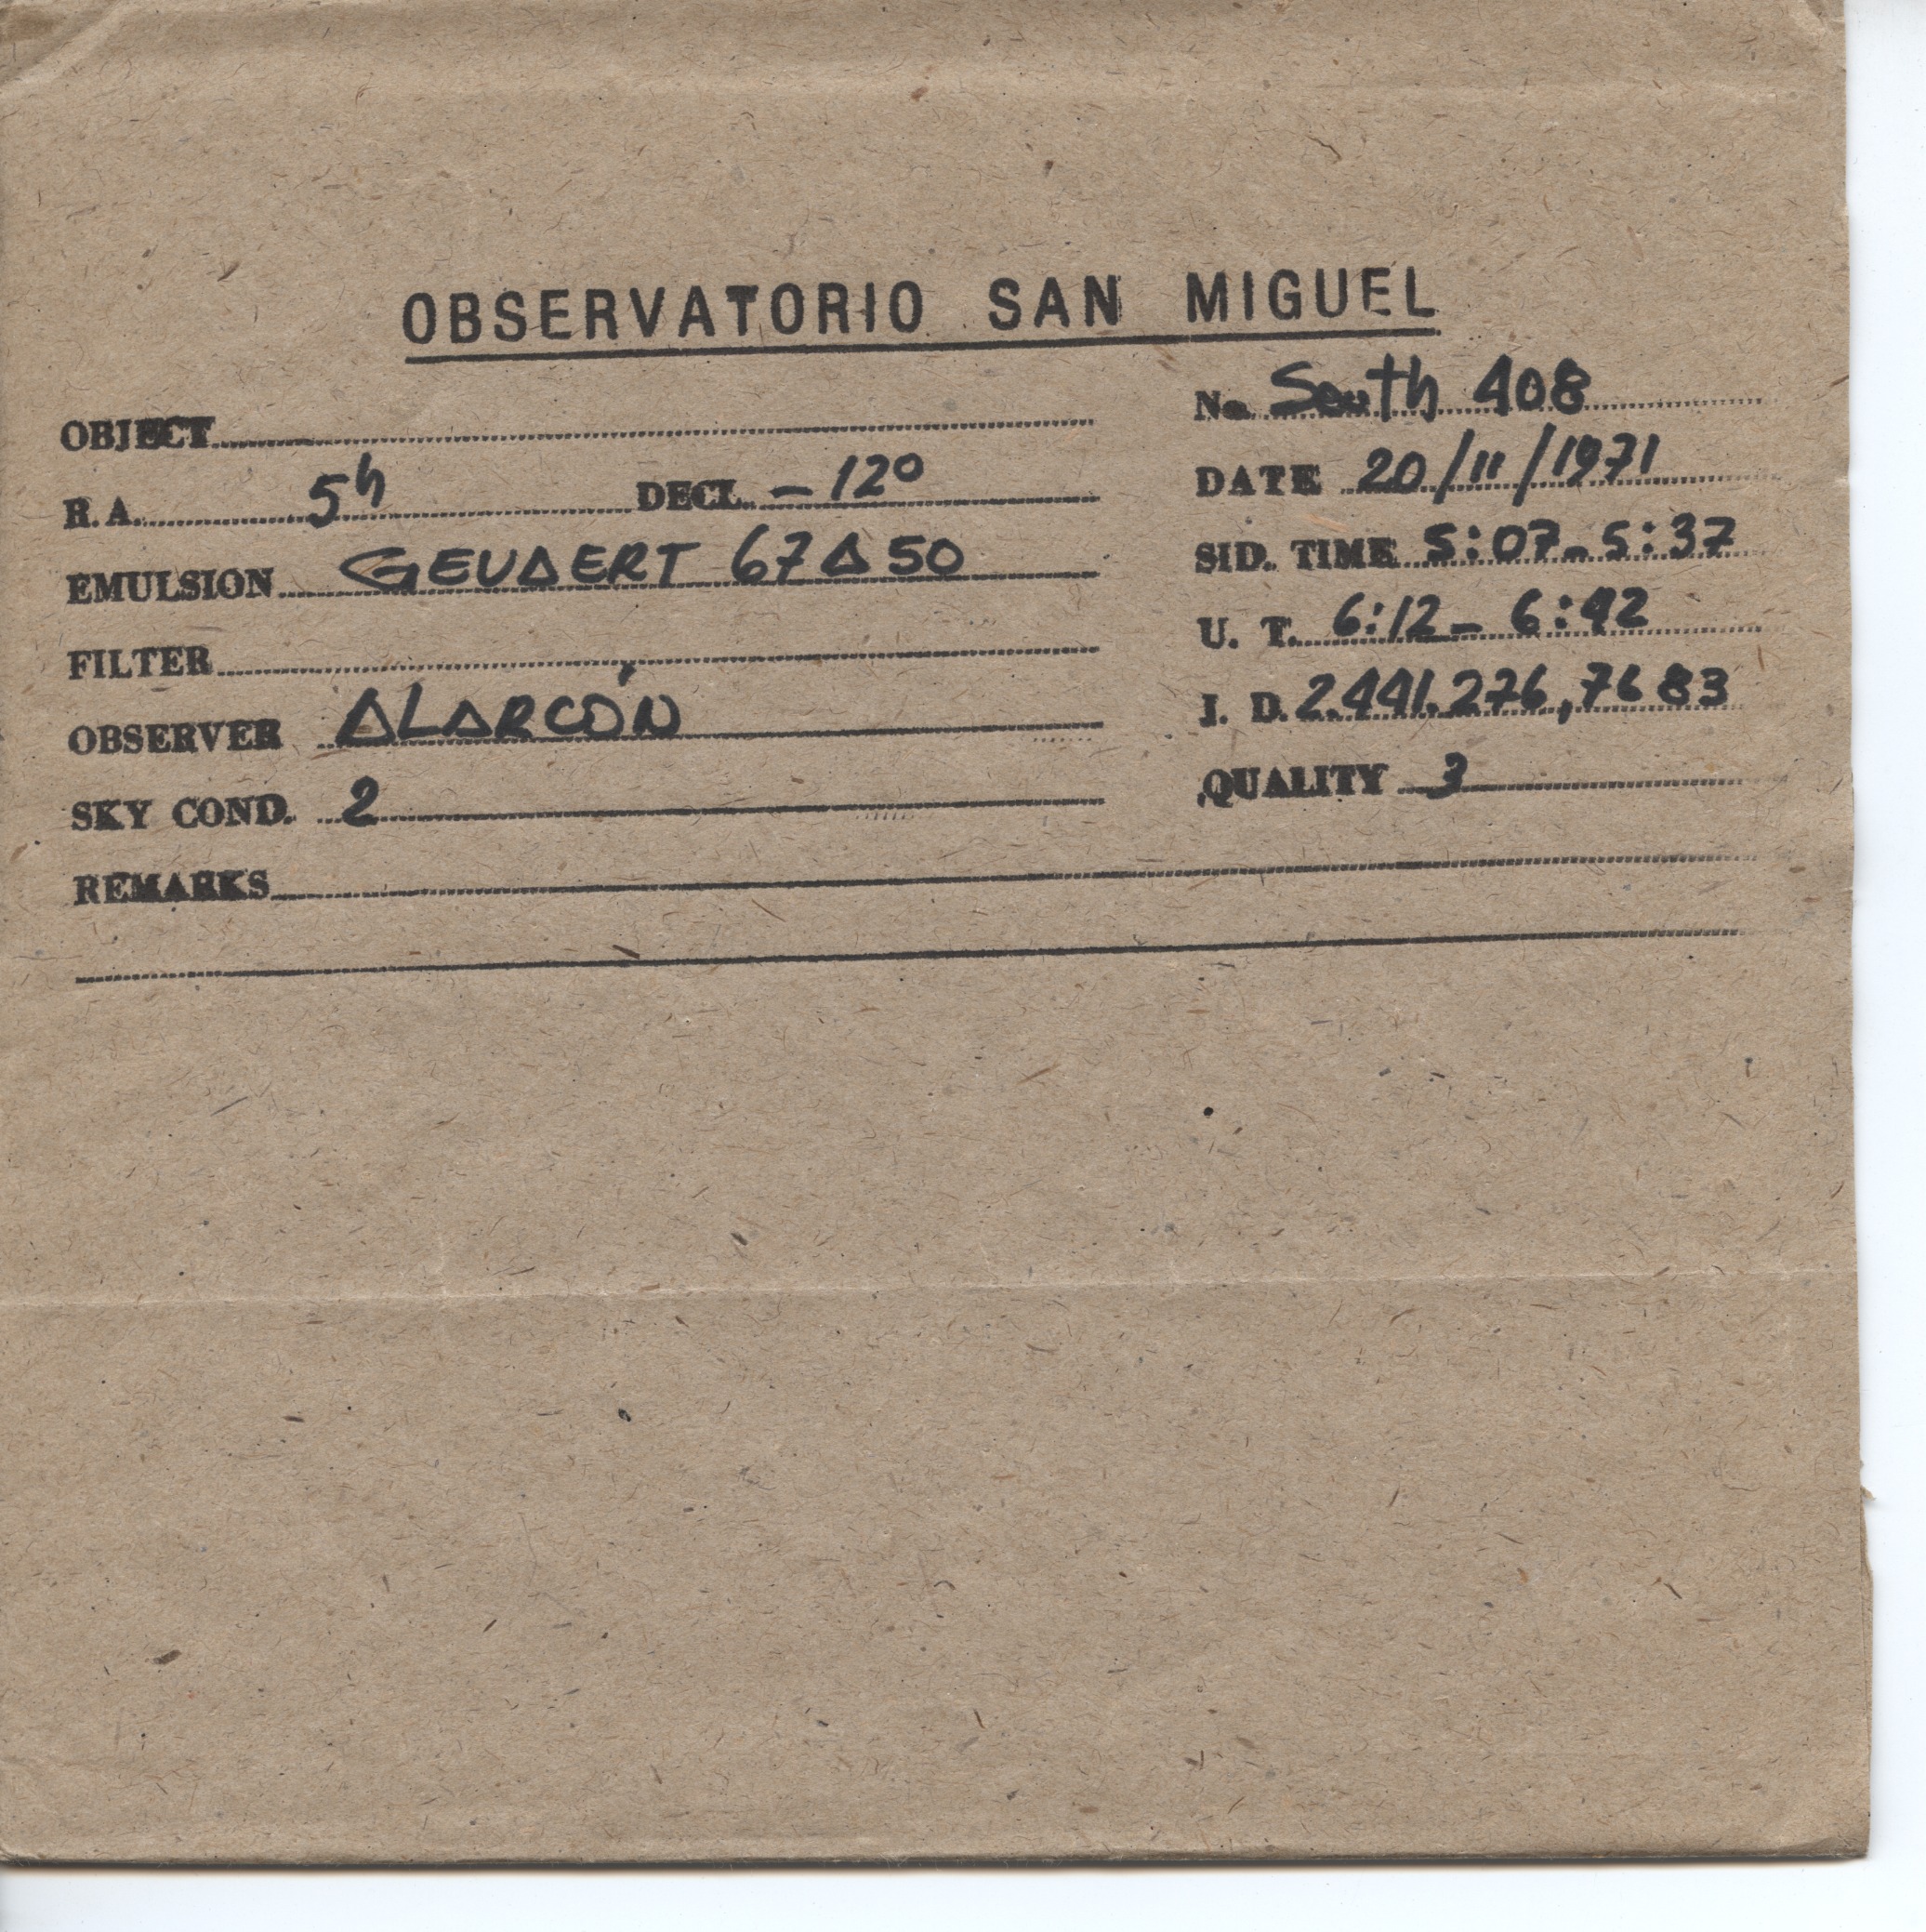 OBSERVATORIO SAN MIGUEL
OBJECT
No. South 408
R.A. 5h DECL. -12°
DATE 20/11/1971
EMULSION GEVAERT 67A50
SID. TIME 5:07-5:37
FILTER
U. T. 6:12-6:42
OBSERVER ALARCÓN
J. D. 2.441.276,7683
SKY COND. 2
QUALITY 3
REMARKS